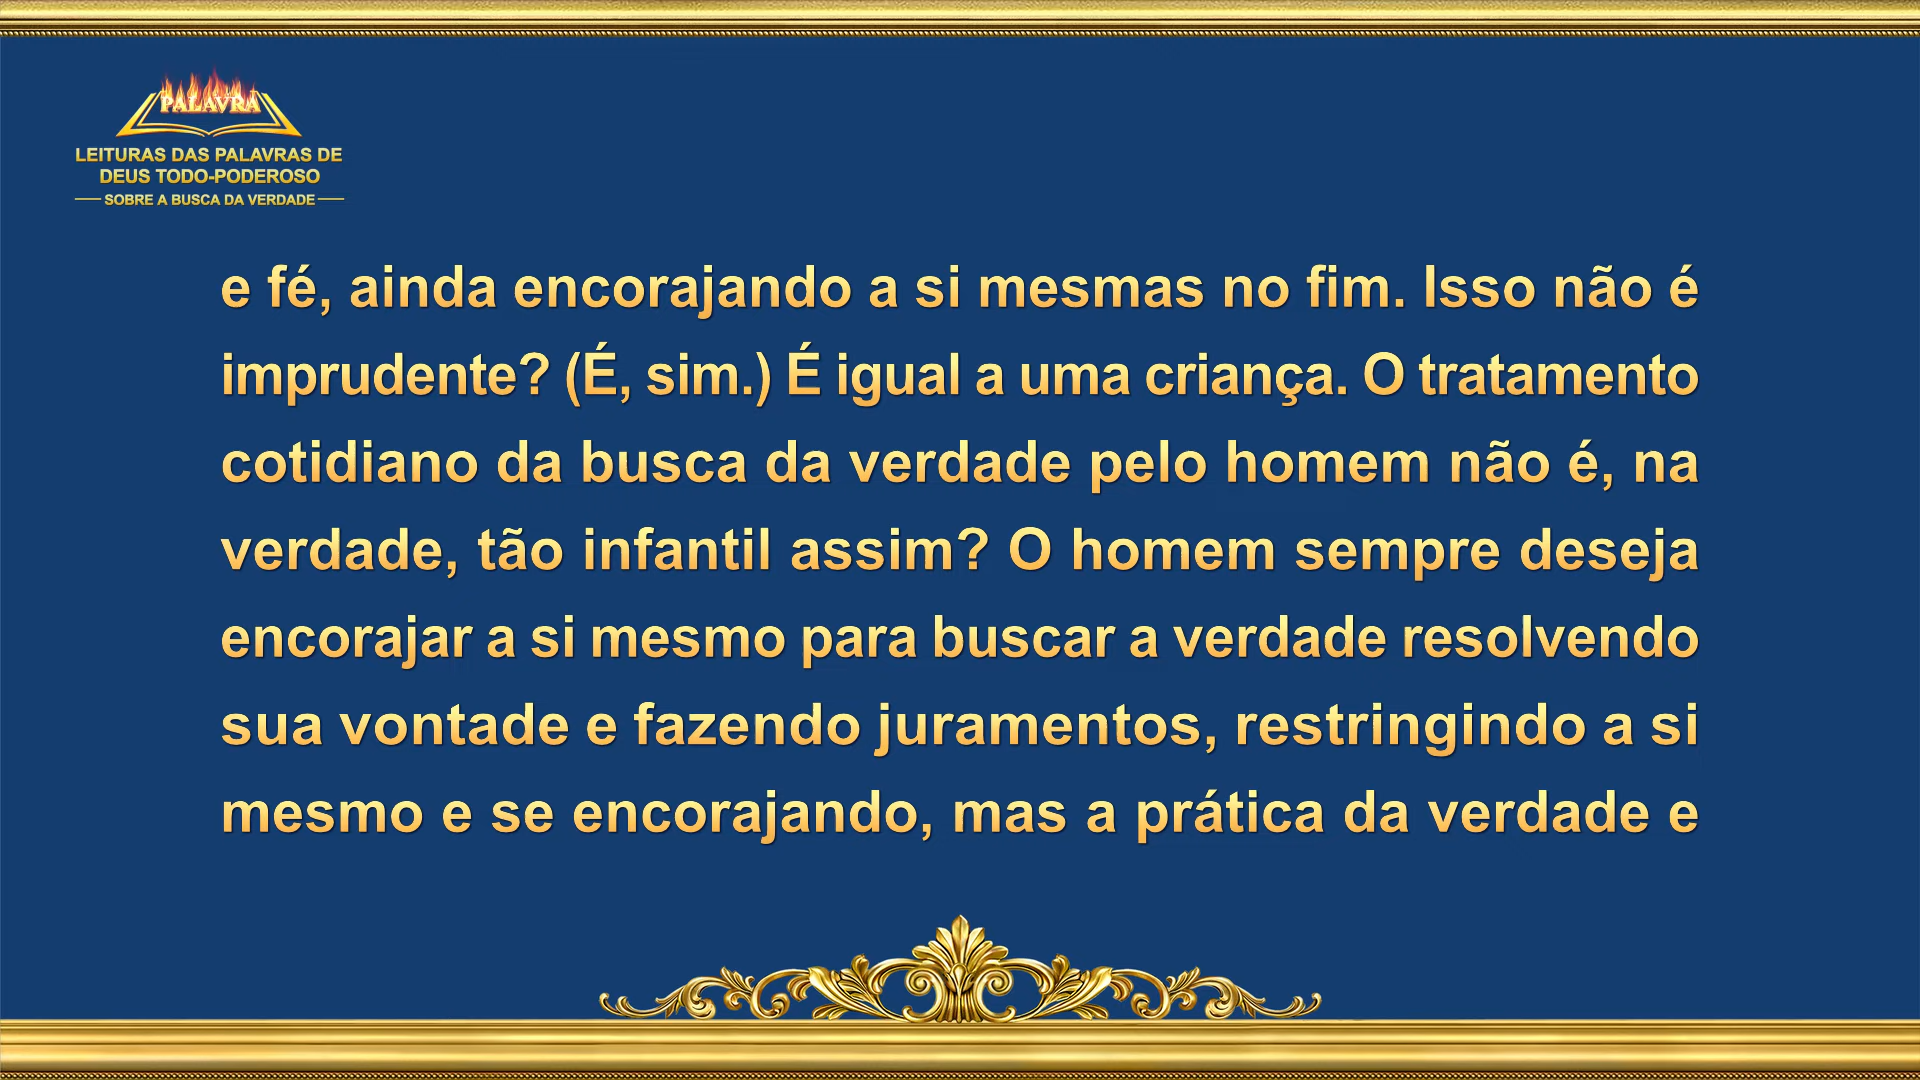 PALAVRA
LEITURAS DAS PALAVRAS DE
DEUS TODO-PODEROSO
SOBRE A BUSCA DA VERDADE
e fé, ainda encorajando a si mesmas no fim. Isso não é
imprudente? (É, sim.) É igual a uma criança. O tratamento
cotidiano da busca da verdade pelo homem não é, na
verdade, tão infantil assim? O homem sempre deseja
encorajar a si mesmo para buscar a verdade resolvendo
sua vontade e fazendo juramentos, restringindo a si
mesmo e se encorajando, mas a prática da verdade e